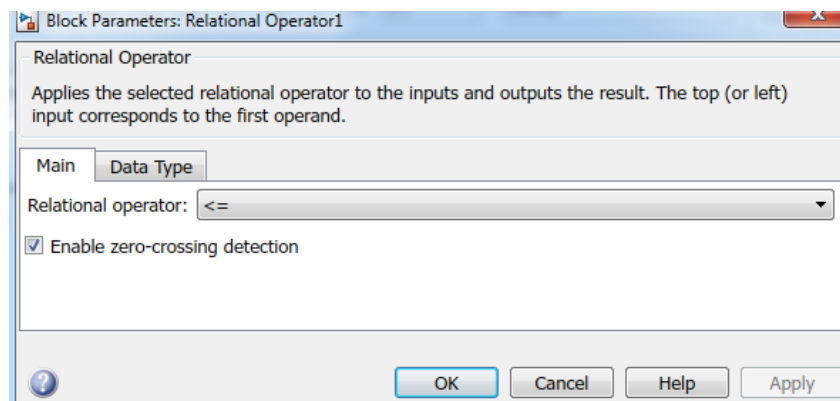 Block Parameters: Relational Operator1
Relational Operator
Applies the selected relational operator to the inputs and outputs the result. The top (or left)
input corresponds to the first operand.
Main Data Type
Relational operator: <=
Enable zero-crossing detection
OK Cancel Help Apply